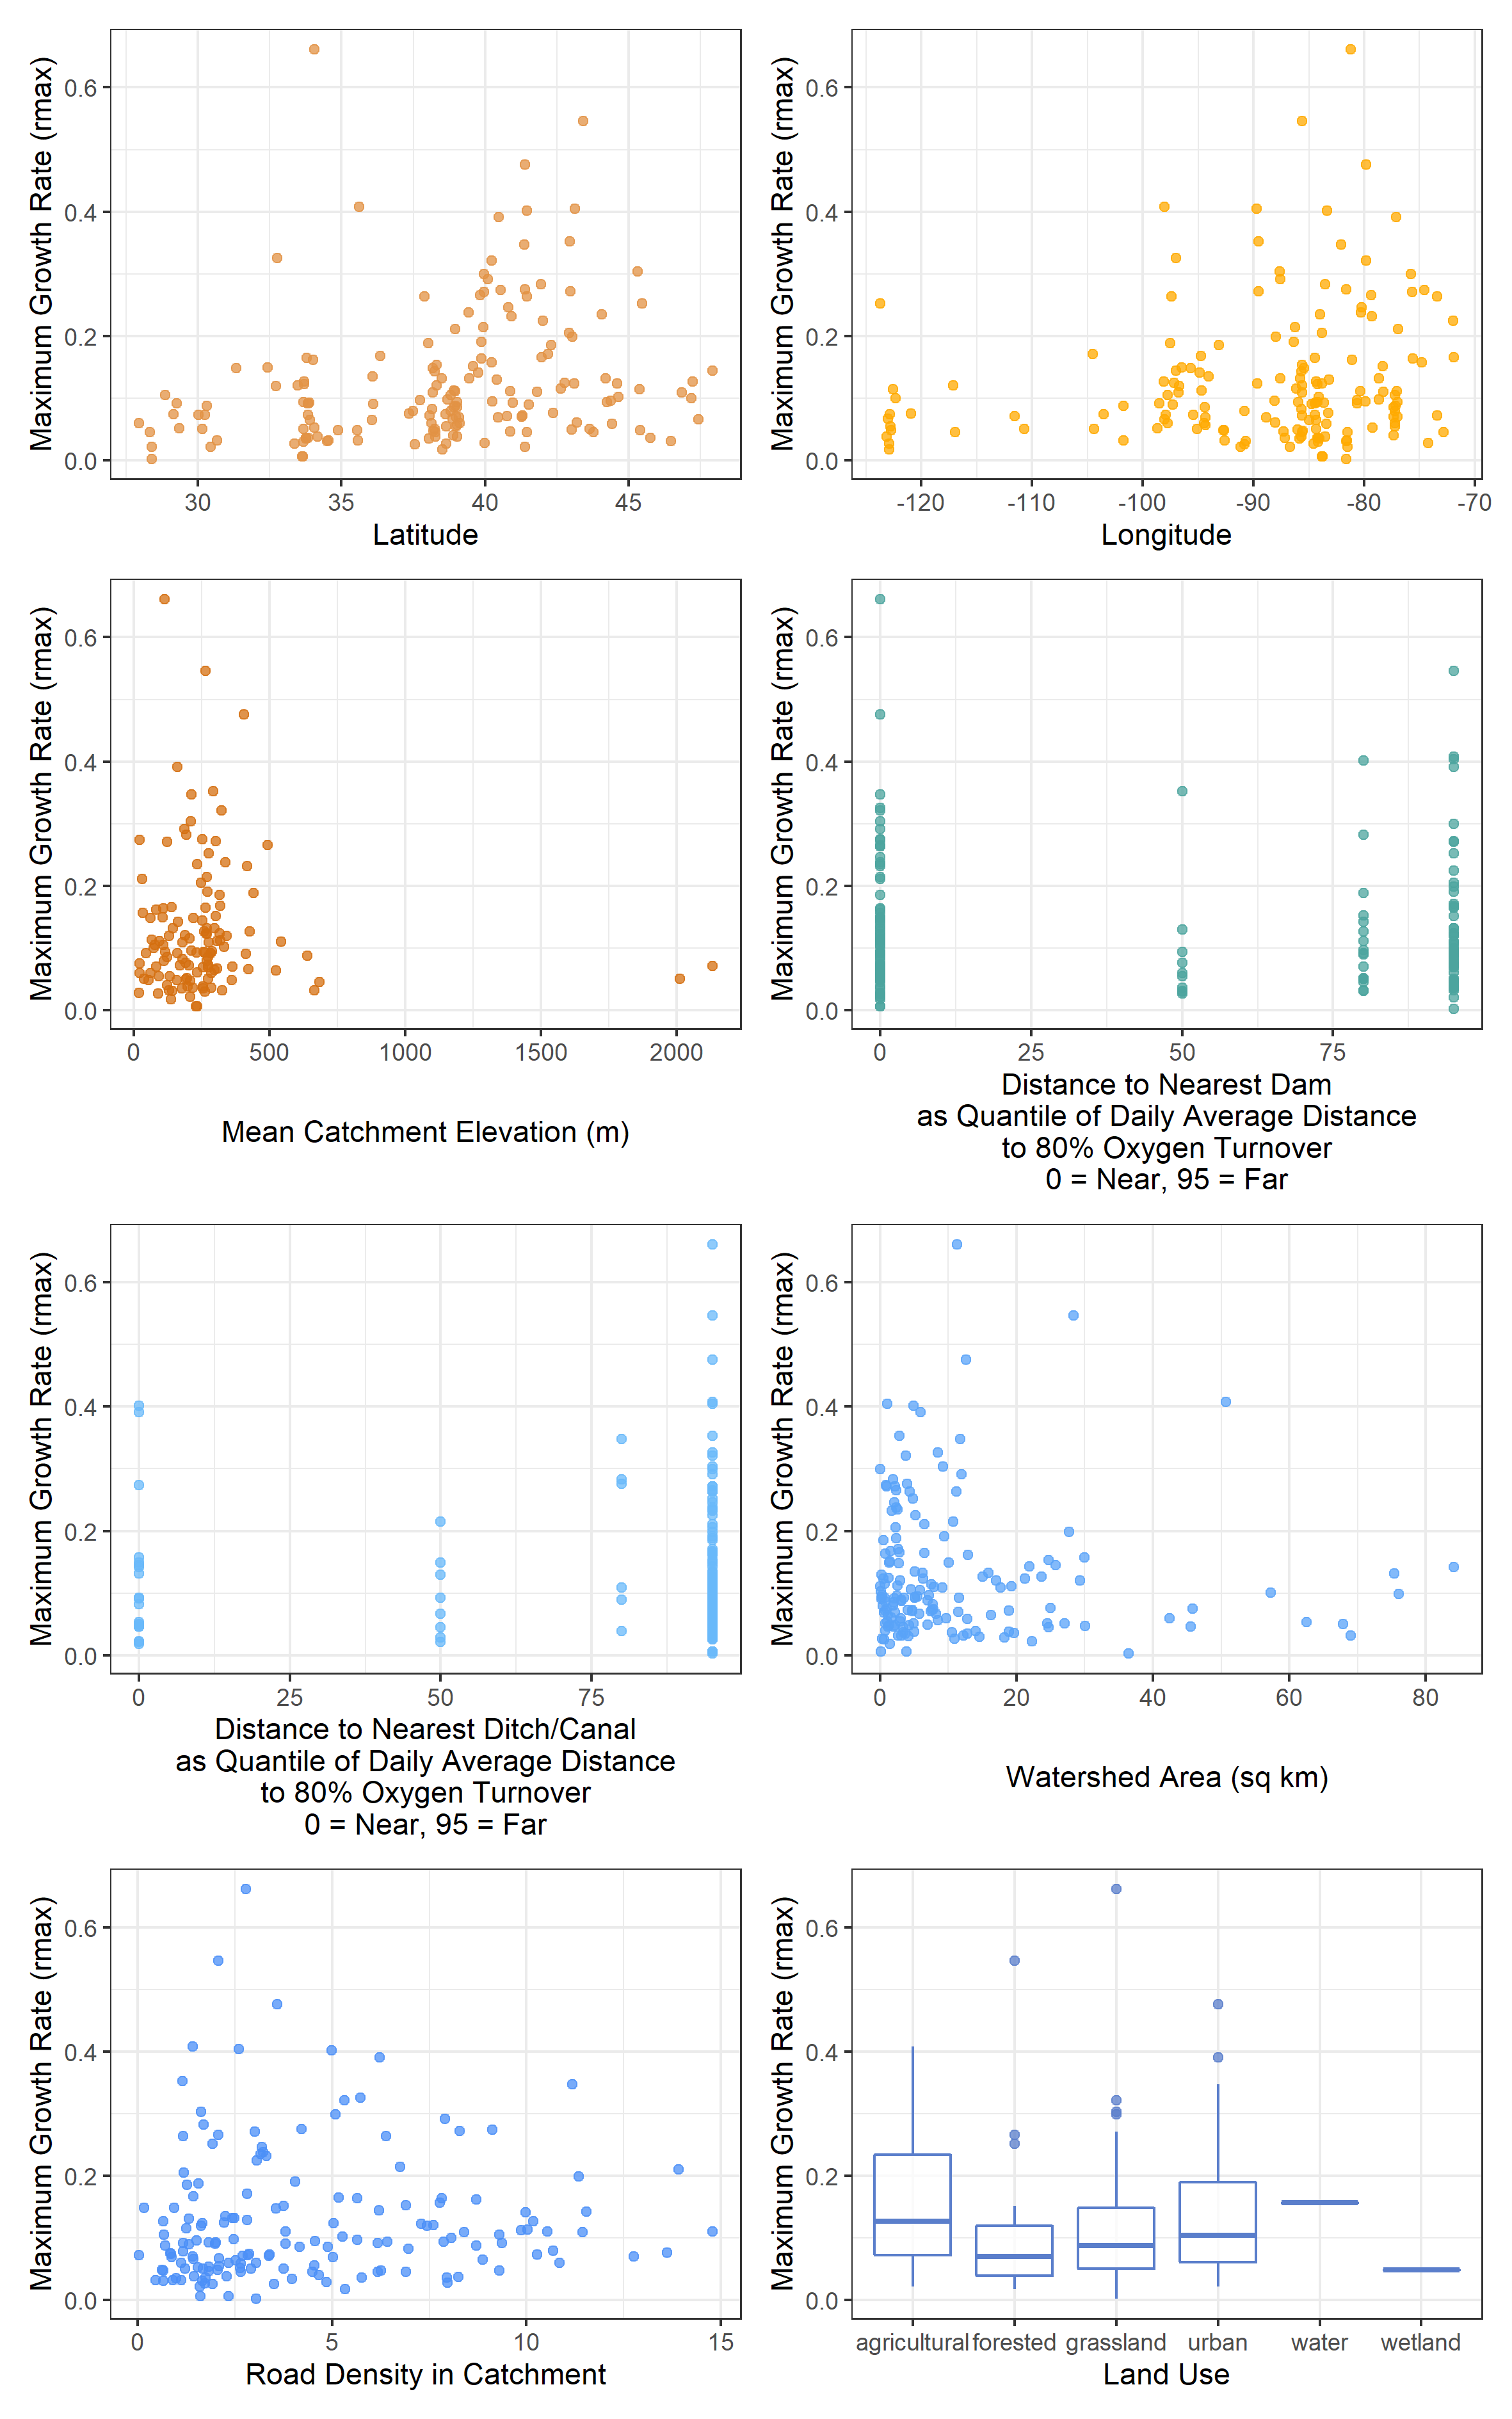 Maximum Growth Rate (rmax)
0.6
0.4
0.2
0.0
30 35 40 45
Latitude
Maximum Growth Rate (rmax)
0.6
0.4
0.2
0.0
-120 -110 -100 -90 -80 -70
Longitude
Maximum Growth Rate (rmax)
0.6
0.4
0.2
0.0
0 500 1000 1500 2000
Mean Catchment Elevation (m)
Maximum Growth Rate (rmax)
0.6
0.4
0.2
0.0
0 25 50 75
Distance to Nearest Dam
as Quantile of Daily Average Distance
to 80% Oxygen Turnover
0 = Near, 95 = Far
Maximum Growth Rate (rmax)
0.6
0.4
0.2
0.0
0 25 50 75
Distance to Nearest Ditch/Canal
as Quantile of Daily Average Distance
to 80% Oxygen Turnover
0 = Near, 95 = Far
Maximum Growth Rate (rmax)
0.6
0.4
0.2
0.0
0 20 40 60 80
Watershed Area (sq km)
Maximum Growth Rate (rmax)
0.6
0.4
0.2
0.0
0 5 10 15
Road Density in Catchment
Maximum Growth Rate (rmax)
0.6
0.4
0.2
0.0
agricultural forested grassland urban water wetland
Land Use